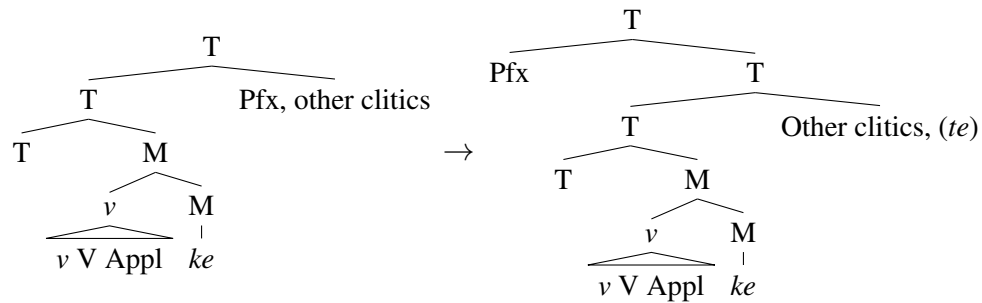 T
T
Pfx, other clitics
T
M
v
M
v V Appl
ke
→
T
Pfx
T
T
Other clitics, (te)
T
M
v
M
v V Appl
ke